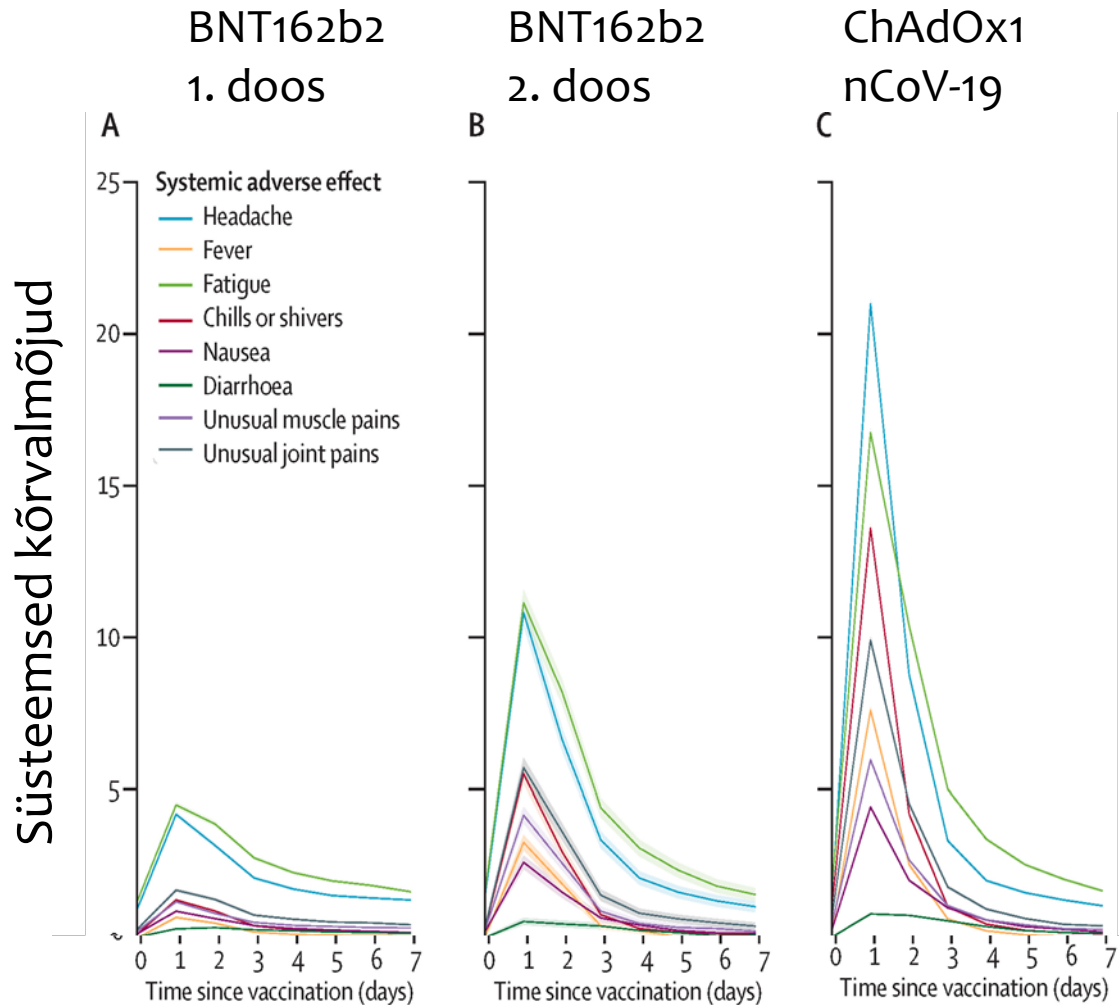 BNT162b2
1. doos
BNT162b2
2. doos
ChAdOx1
nCoV-19
A
B
C
Süsteemsed kõrvalmõjud
25
20
15
10
5
Systemic adverse effect
Headache
Fever
Fatigue
Chills or shivers
Nausea
Diarrhoea
Unusual muscle pains
Unusual joint pains
0 1 2 3 4 5 6 7
Time since vaccination (days)
0 1 2 3 4 5 6 7
Time since vaccination (days)
0 1 2 3 4 5 6 7
Time since vaccination (days)